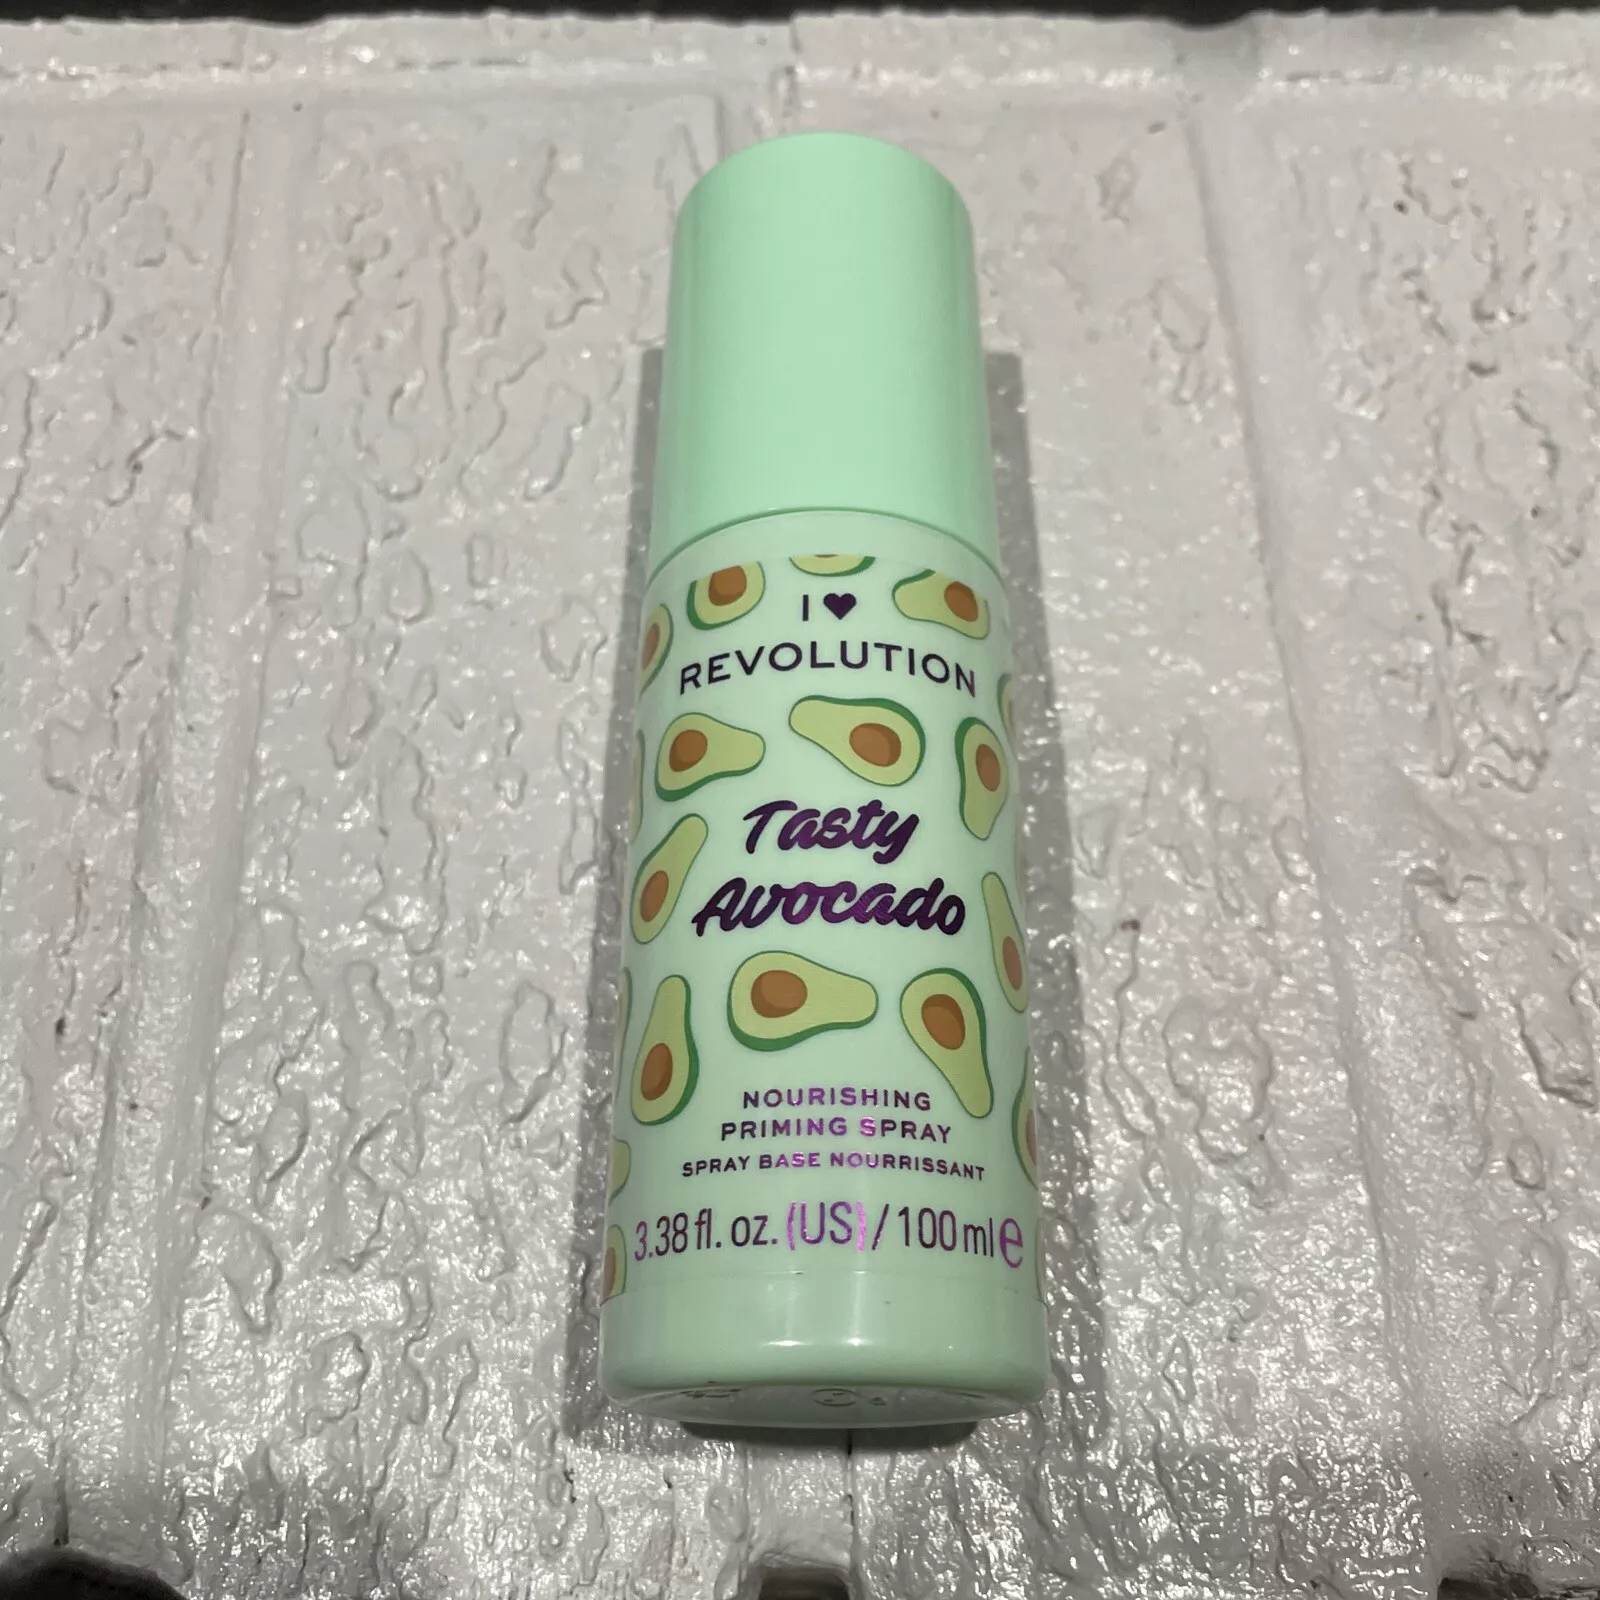 I ♥
REVOLUTION
Tasty
Avocado
NOURISHING
PRIMING SPRAY
SPRAY BASE NOURRISSANT
3.38 fl. oz. (US) / 100 ml ℮